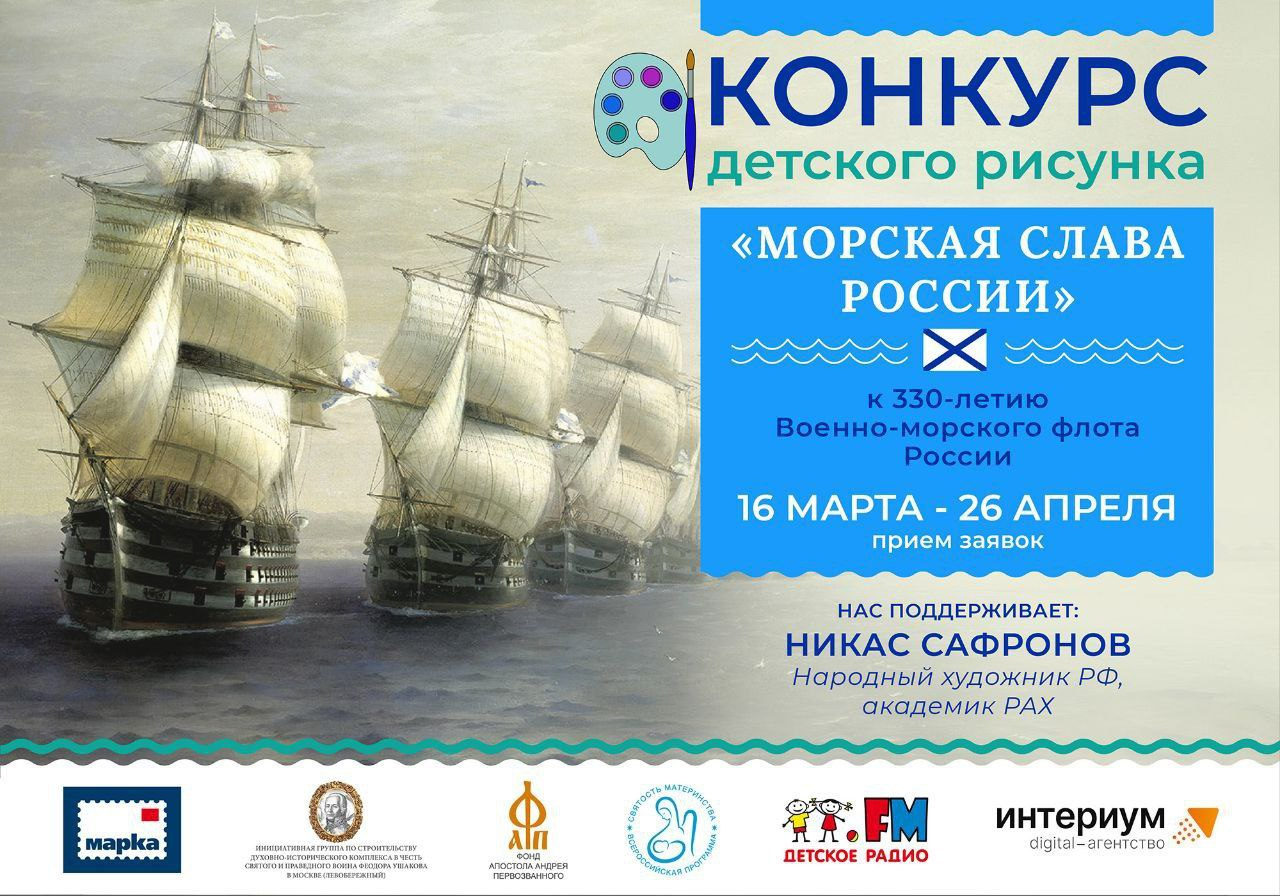 КОНКУРС
детского рисунка
«МОРСКАЯ СЛАВА
РОССИИ»
к 330-летию
Военно-морского флота
России
16 МАРТА - 26 АПРЕЛЯ
прием заявок
НАС ПОДДЕРЖИВАЕТ:
НИКАС САФРОНОВ
Народный художник РФ,
академик РАХ
марка
ИНИЦИАТИВНАЯ ГРУППА ПО СТРОИТЕЛЬСТВУ
ДУХОВНО-ИСТОРИЧЕСКОГО КОМПЛЕКСА В ЧЕСТЬ
СВЯТОГО И ПРАВЕДНОГО ВОИНА ФЕОДОРА УШАКОВА
В МОСКВЕ (ЛЕВОБЕРЕЖНЫЙ)
ФАП
ФОНД
АПОСТОЛА АНДРЕЯ
ПЕРВОЗВАННОГО
СВЯТОСТЬ МАТЕРИНСТВА
ВСЕРОССИЙСКАЯ ПРОГРАММА
.FM
ДЕТСКОЕ РАДИО
интериум
digital-агентство